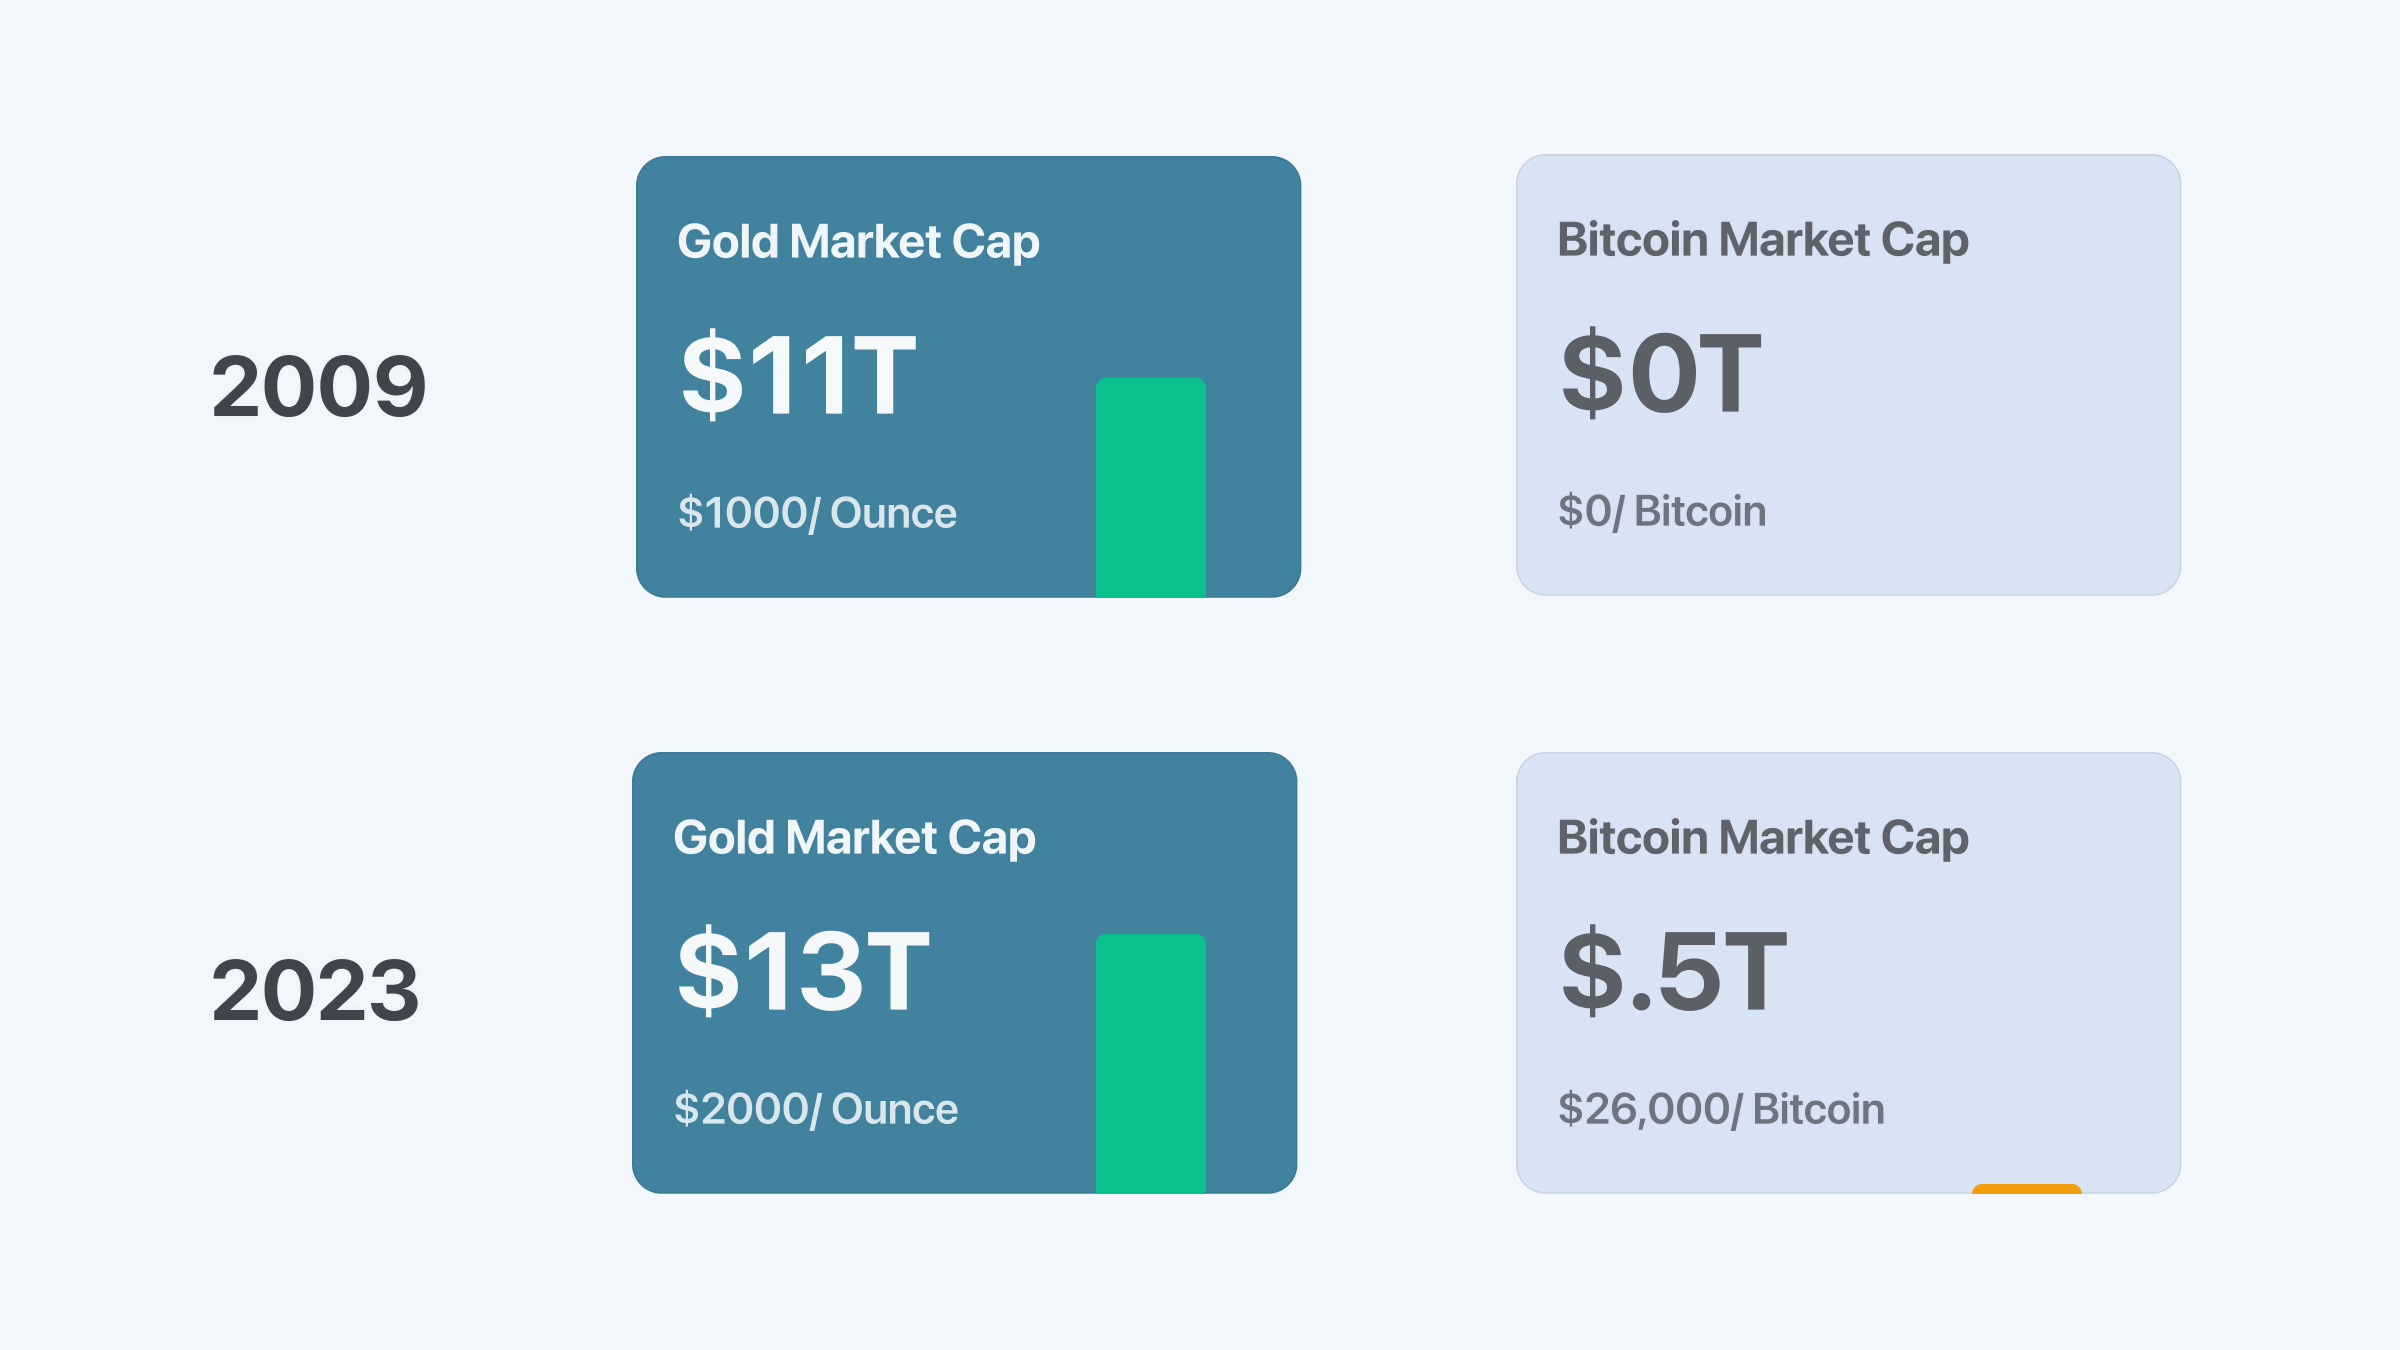 2009
Gold Market Cap
$11T
$1000/ Ounce
Bitcoin Market Cap
$0T
$0/ Bitcoin
2023
Gold Market Cap
$13T
$2000/ Ounce
Bitcoin Market Cap
$.5T
$26,000/ Bitcoin